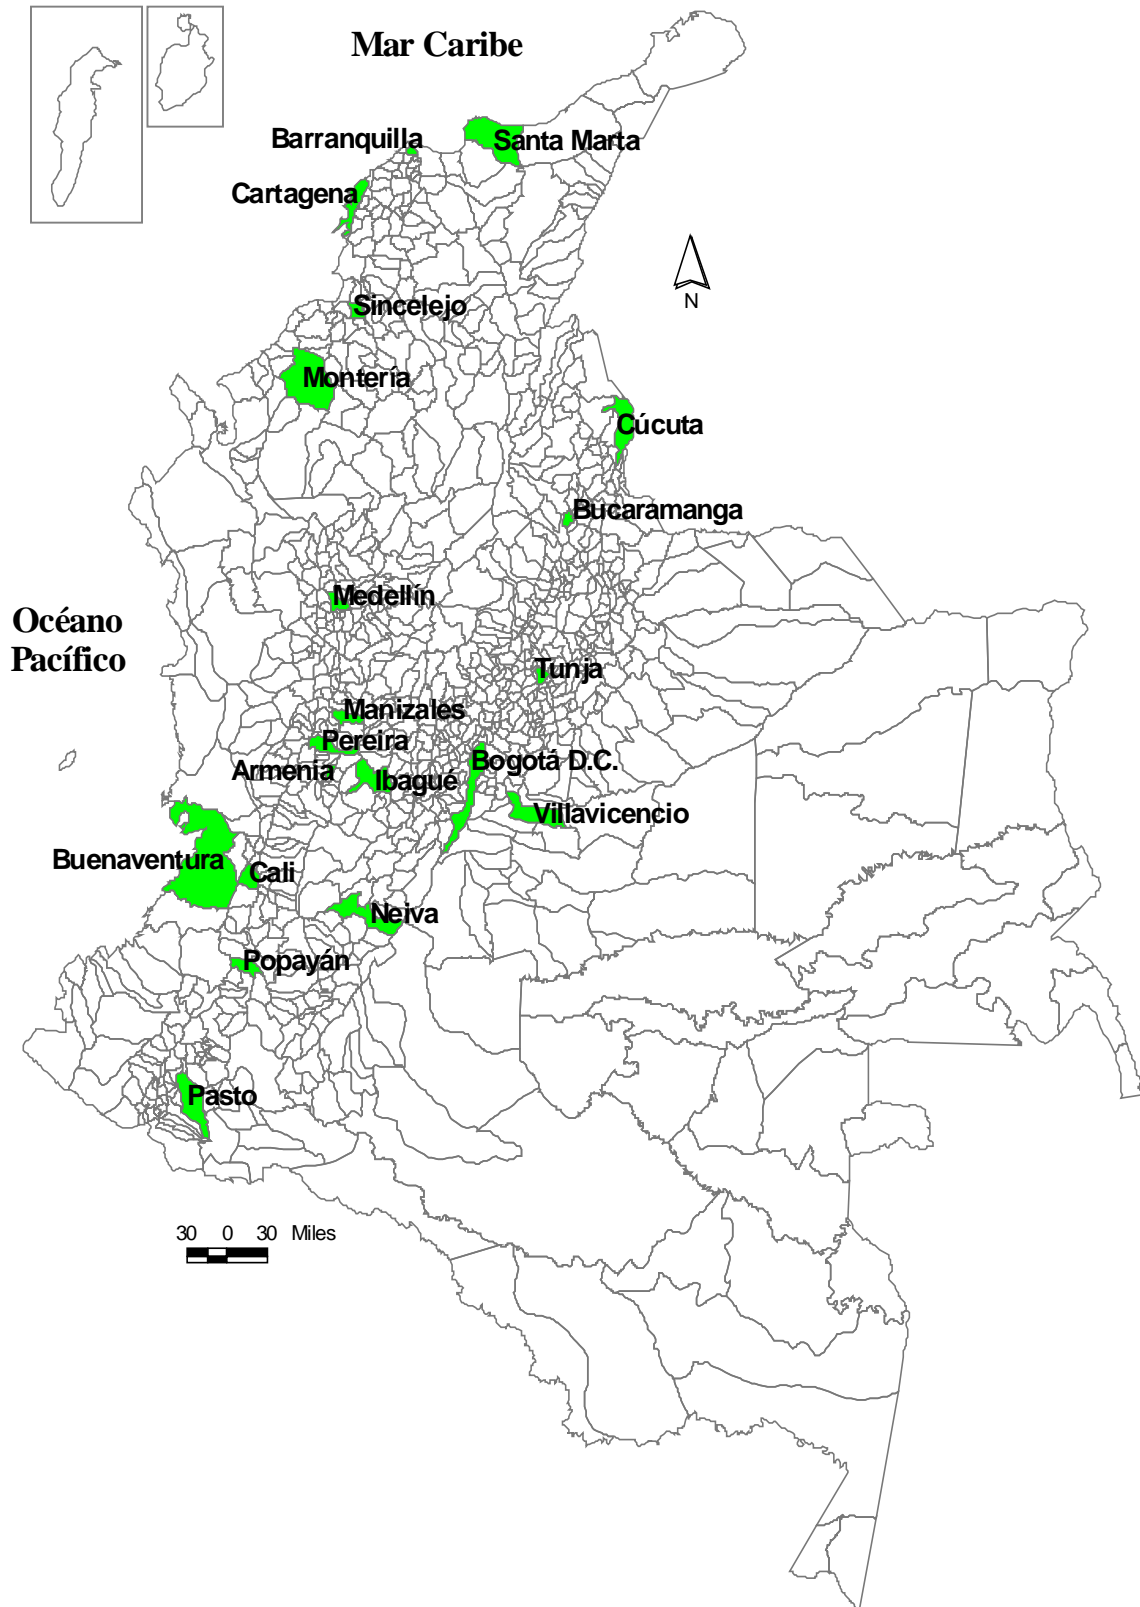 Mar Caribe
Barranquilla
Santa Marta
Cartagena
N
Sincelejo
Montería
Cúcuta
Bucaramanga
Medellín
Océano
Pacífico
Tunja
Manizales
Pereira
Bogotá D.C.
Armenia
Ibagué
Villavicencio
Buenaventura
Cali
Neiva
Popayán
Pasto
30 0 30 Miles